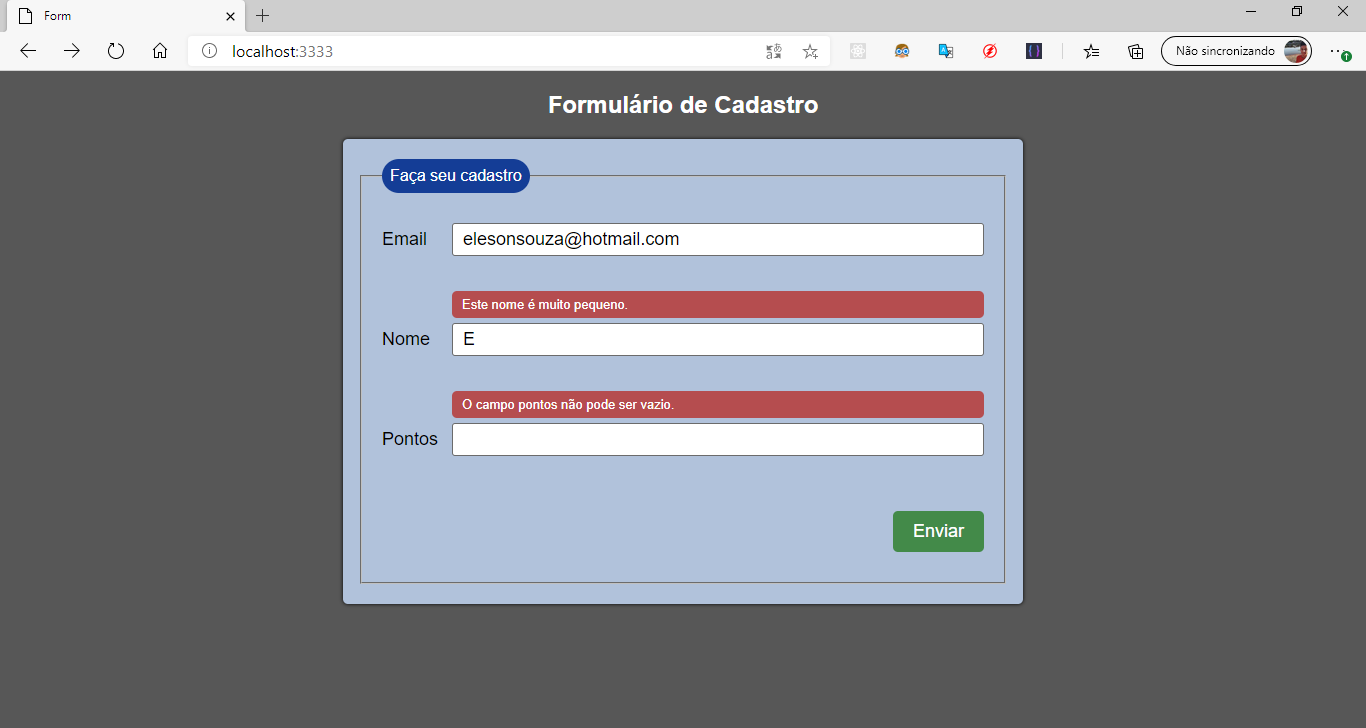 Form
localhost:3333
Não sincronizando
Formulário de Cadastro
Faça seu cadastro
Email
elesonsouza@hotmail.com
Este nome é muito pequeno.
Nome
E
O campo pontos não pode ser vazio.
Pontos
Enviar